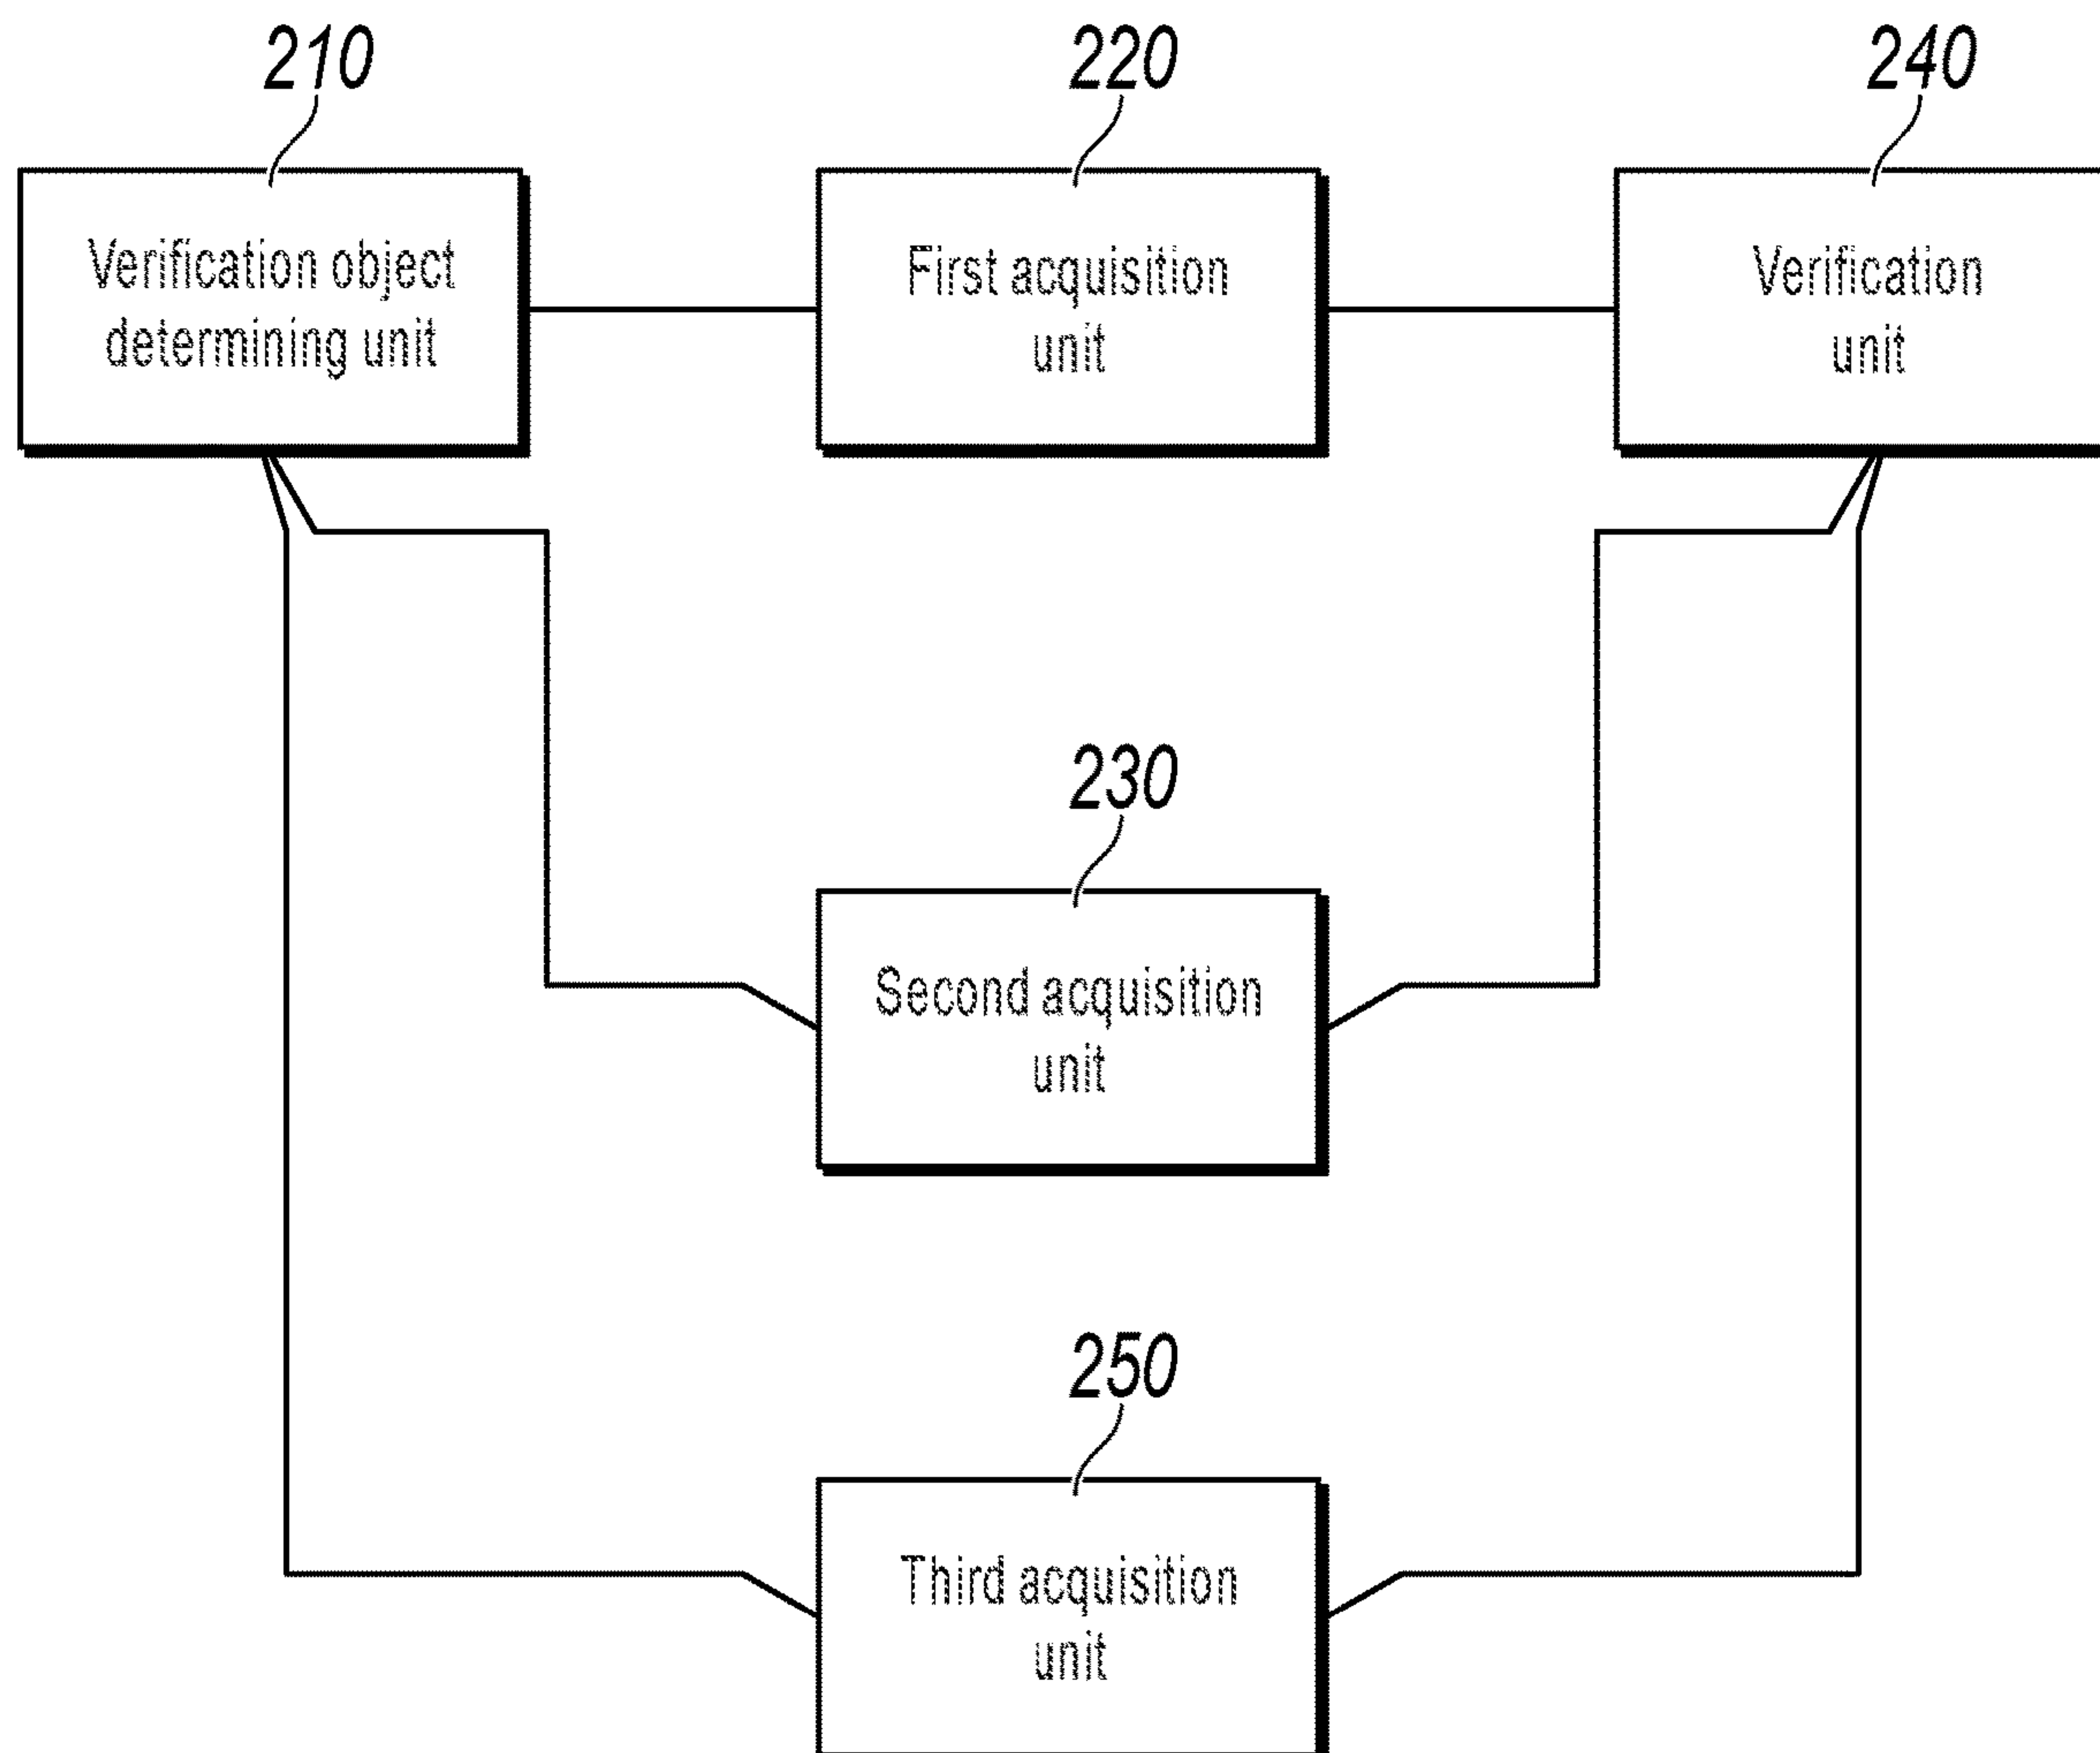 210
220
240
Verification object
determining unit
First acquisition
unit
Verification
unit
230
Second acquisition
unit
250
Third acquisition
unit